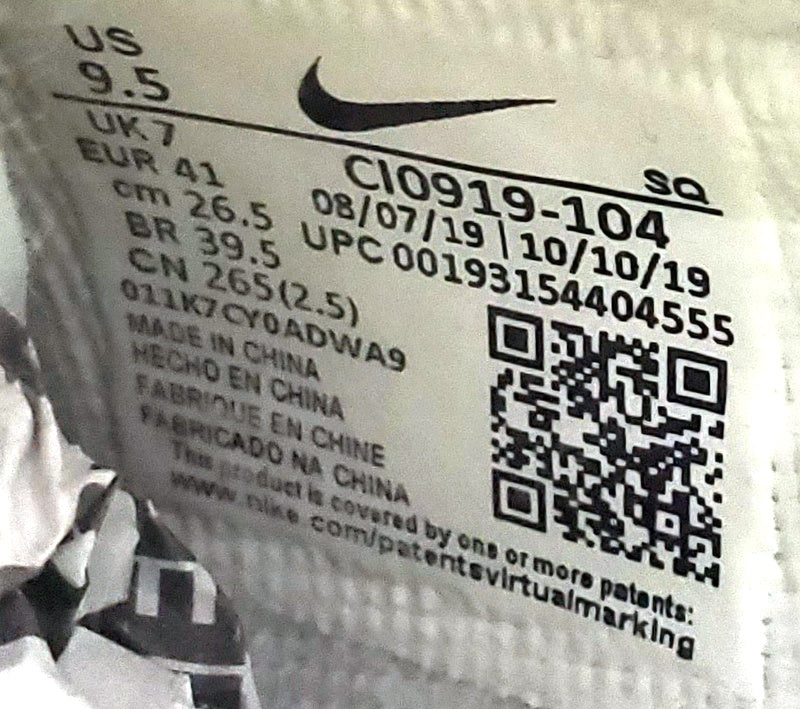 US
9.5
UK 7
EUR 41
cm 26.5
BR 39.5
CN 265(2.5)
SQ
CI0919-104
08/07/19 | 10/10/19
UPC 00193154404555
011K7CY0ADWA9
MADE IN CHINA
HECHO EN CHINA
FABRIQUE EN CHINE
FABRICADO NA CHINA
This product is covered by one or more patents:
www.nike.com/patentsvirtualmarking